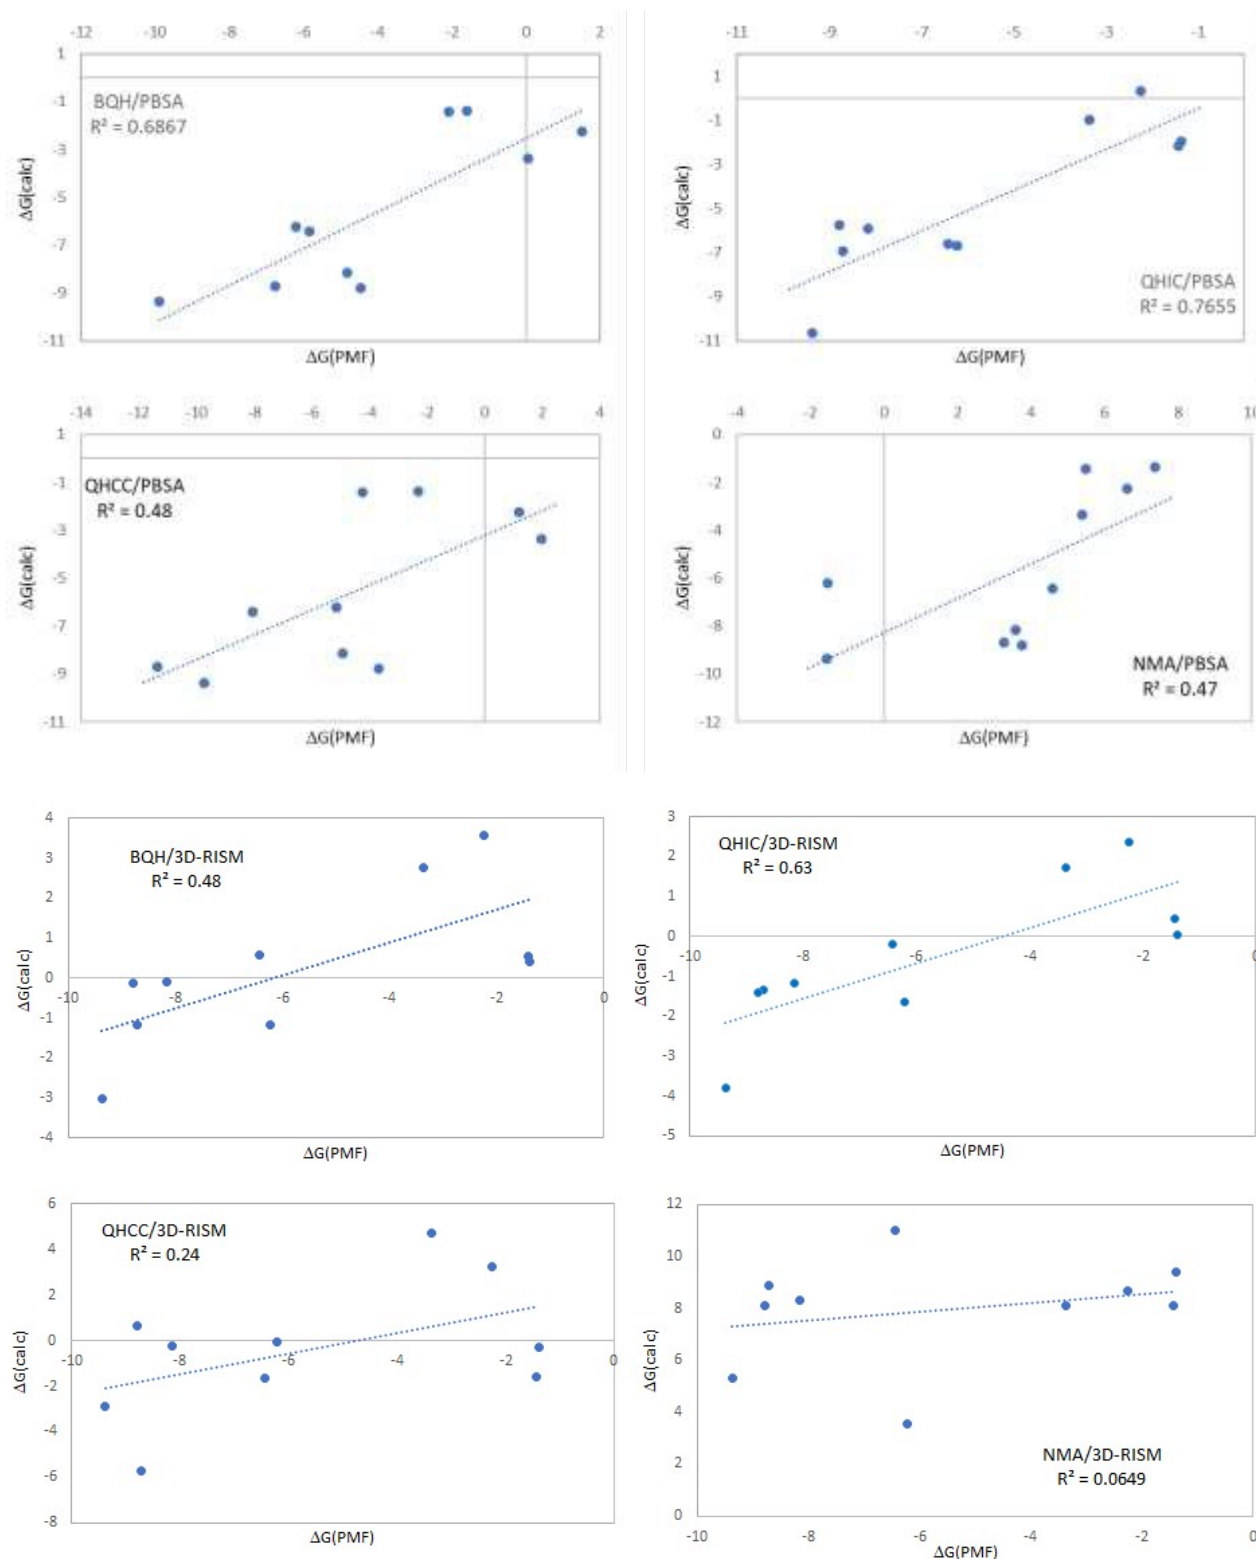 -12 -10 -8 -6 -4 -2 0 2
1
-1
-3
-5
-7
-9
-11
BQH/PBSA
R² = 0.6867
ΔG(calc)
ΔG(PMF)
-11 -9 -7 -5 -3 -1
1
-1
-3
-5
-7
-9
-11
QHIC/PBSA
R² = 0.7655
ΔG(calc)
ΔG(PMF)
-14 -12 -10 -8 -6 -4 -2 0 2 4
1
-1
-3
-5
-7
-9
-11
QHCC/PBSA
R² = 0.48
ΔG(calc)
ΔG(PMF)
-4 -2 0 2 4 6 8 10
0
-2
-4
-6
-8
-10
-12
NMA/PBSA
R² = 0.47
ΔG(calc)
ΔG(PMF)
4
3
2
1
0
-1
-2
-3
-4
BQH/3D-RISM
R² = 0.48
-10 -8 -6 -4 -2 0
ΔG(calc)
ΔG(PMF)
3
2
1
0
-1
-2
-3
-4
-5
QHIC/3D-RISM
R² = 0.63
-10 -8 -6 -4 -2 0
ΔG(calc)
ΔG(PMF)
6
4
2
0
-2
-4
-6
-8
QHCC/3D-RISM
R² = 0.24
-10 -8 -6 -4 -2 0
ΔG(calc)
ΔG(PMF)
12
10
8
6
4
2
0
ΔG(calc)
NMA/3D-RISM
R² = 0.0649
-10 -8 -6 -4 -2 0
ΔG(PMF)